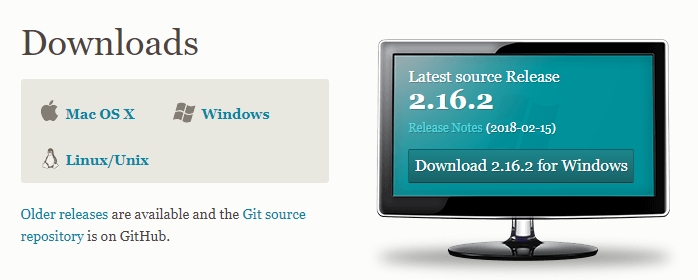 Downloads
Mac OS X
Windows
Linux/Unix
Older releases are available and the Git source
repository is on GitHub.
Latest source Release
2.16.2
Release Notes (2018-02-15)
Download 2.16.2 for Windows